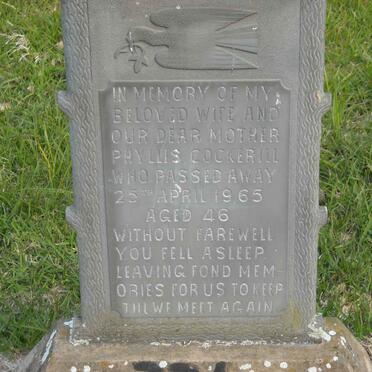 IN MEMORY OF MY
BELOVED WIFE AND
OUR DEAR MOTHER
PHYLLIS COCKERILL
WHO PASSED AWAY
25TH APRIL 1965
AGED 46
WITHOUT FAREWELL
YOU FELL ASLEEP
LEAVING FOND MEM-
ORIES FOR US TO KEEP
TILL WE MEET AGAIN